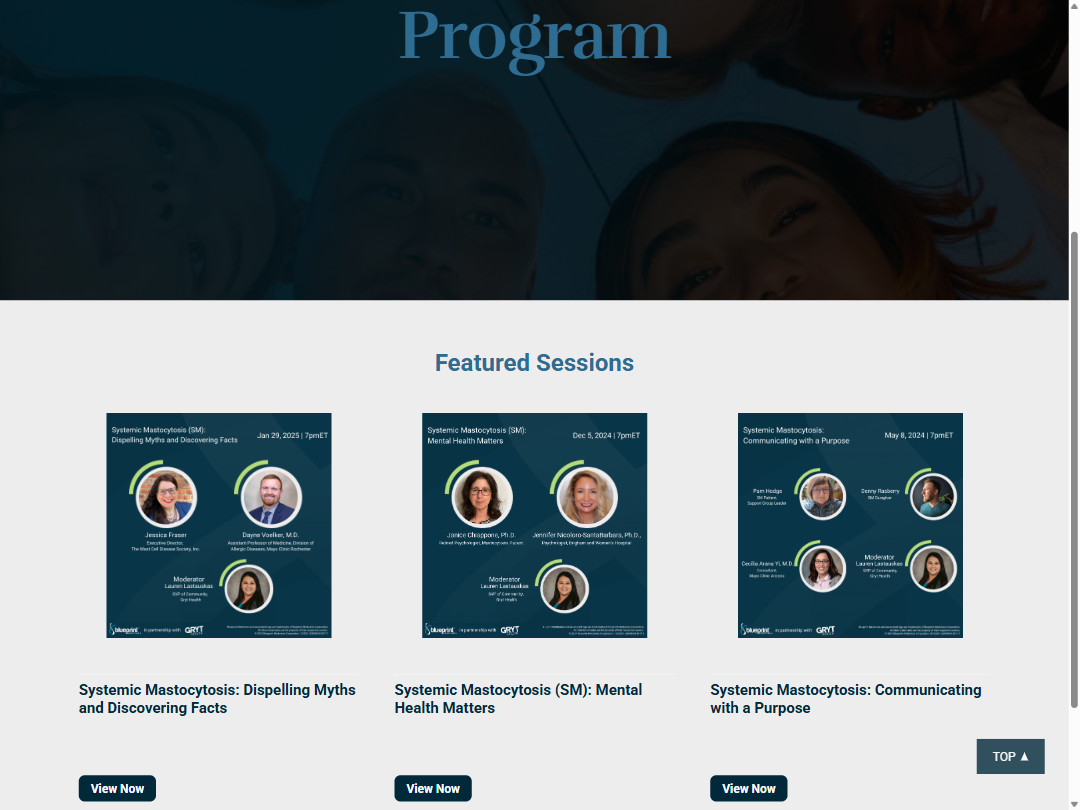 Program
Featured Sessions
Systemic Mastocytosis (SM):
Dispelling Myths and Discovering Facts
Jan 29, 2025 | 7pmET
Jessica Fraser
Executive Director,
The Mast Cell Disease Society, Inc.
Dayne Voelker, M.D.
Assistant Professor of Medicine, Division of
Allergic Diseases, Mayo Clinic Rochester
Moderator
Lauren Lastauskas
SVP of Community,
Gryt Health
blueprint
in partnership with
GRYT
Systemic Mastocytosis (SM):
Mental Health Matters
Dec 5, 2024 | 7pmET
Janice Chiappone, Ph.D.
Retired Psychologist, Mastocytosis Patient
Jennifer Nicoloro-SantaBarbara, Ph.D.,
Psychologist, Brigham and Women's Hospital
Moderator
Lauren Lastauskas
SVP of Community,
Gryt Health
blueprint
in partnership with
GRYT
Systemic Mastocytosis:
Communicating with a Purpose
May 8, 2024 | 7pmET
Pam Hodge
SM Patient,
Support Group Leader
Denny Rasberry
SM Caregiver
Cecilia Arana Yi, M.D.
Consultant,
Mayo Clinic Arizona
Moderator
Lauren Lastauskas
SVP of Community,
Gryt Health
blueprint
in partnership with
GRYT
Systemic Mastocytosis: Dispelling Myths
and Discovering Facts
Systemic Mastocytosis (SM): Mental
Health Matters
Systemic Mastocytosis: Communicating
with a Purpose
TOP ▲
View Now
View Now
View Now